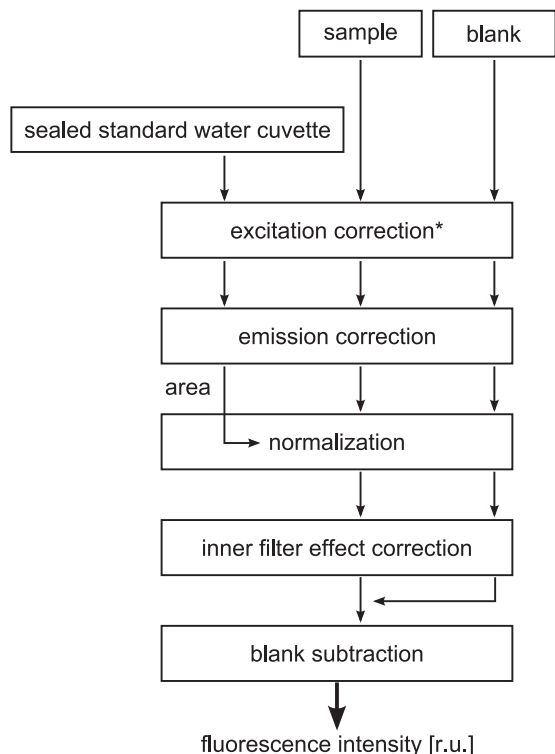 sample
blank
sealed standard water cuvette
excitation correction*
emission correction
area
normalization
inner filter effect correction
blank subtraction
fluorescence intensity [r.u.]